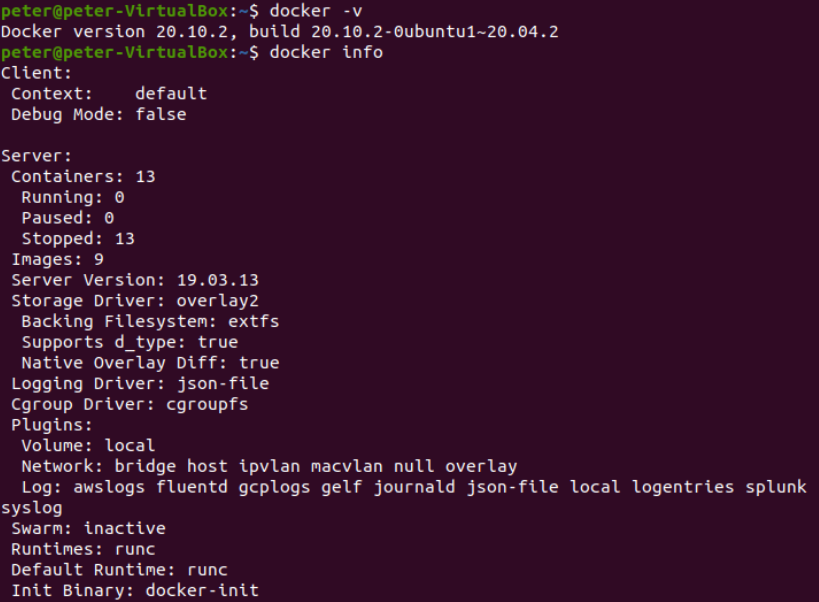 peter@peter-VirtualBox:~$ docker -v
Docker version 20.10.2, build 20.10.2-0ubuntu1~20.04.2
peter@peter-VirtualBox:~$ docker info
Client:
 Context:    default
 Debug Mode: false

Server:
 Containers: 13
  Running: 0
  Paused: 0
  Stopped: 13
 Images: 9
 Server Version: 19.03.13
 Storage Driver: overlay2
  Backing Filesystem: extfs
  Supports d_type: true
  Native Overlay Diff: true
 Logging Driver: json-file
 Cgroup Driver: cgroupfs
 Plugins:
  Volume: local
  Network: bridge host ipvlan macvlan null overlay
  Log: awslogs fluentd gcplogs gelf journald json-file local logentries splunk
syslog
 Swarm: inactive
 Runtimes: runc
 Default Runtime: runc
 Init Binary: docker-init